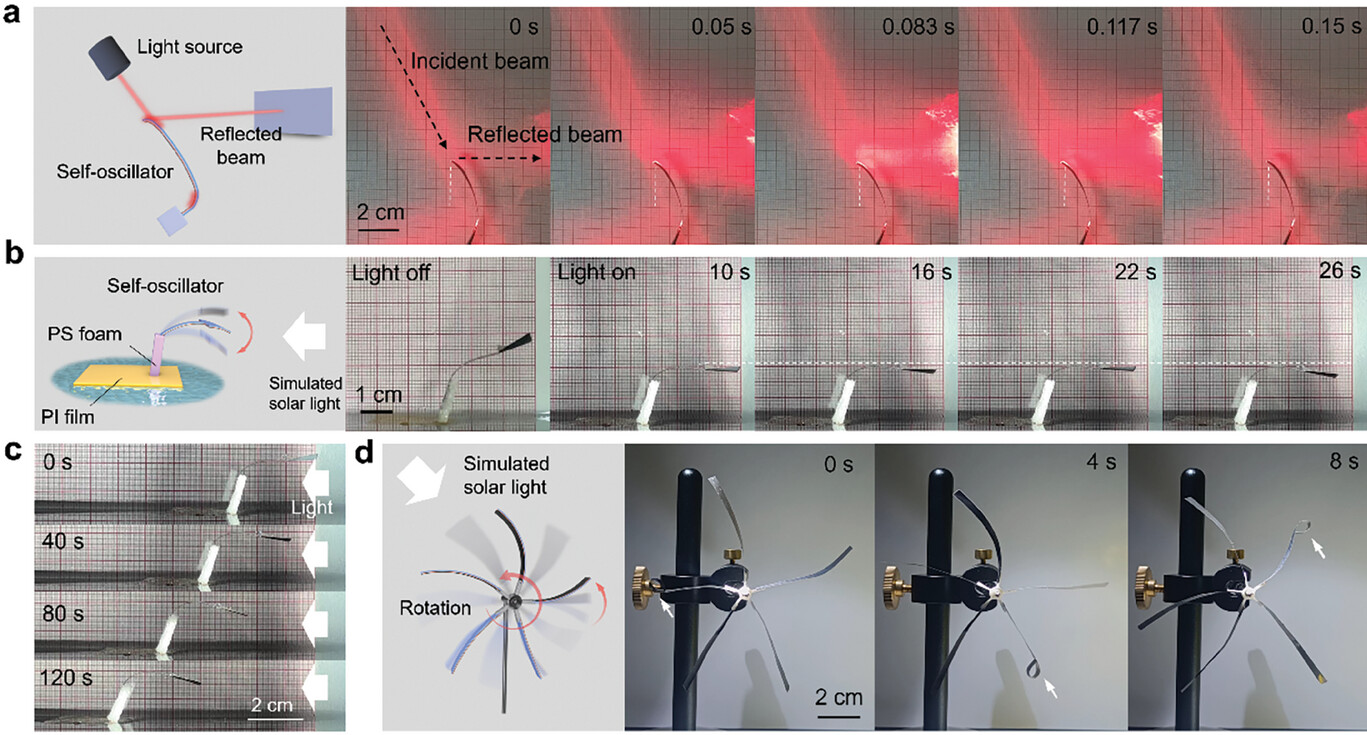 a
Light source
Reflected
beam
Self-oscillator
0 s
Incident beam
Reflected beam
2 cm
0.05 s
0.083 s
0.117 s
0.15 s
b
Self-oscillator
PS foam
PI film
Simulated
solar light
Light off
1 cm
Light on
10 s
16 s
22 s
26 s
c
0 s
Light
40 s
80 s
120 s
2 cm
d
Simulated
solar light
Rotation
0 s
2 cm
4 s
8 s